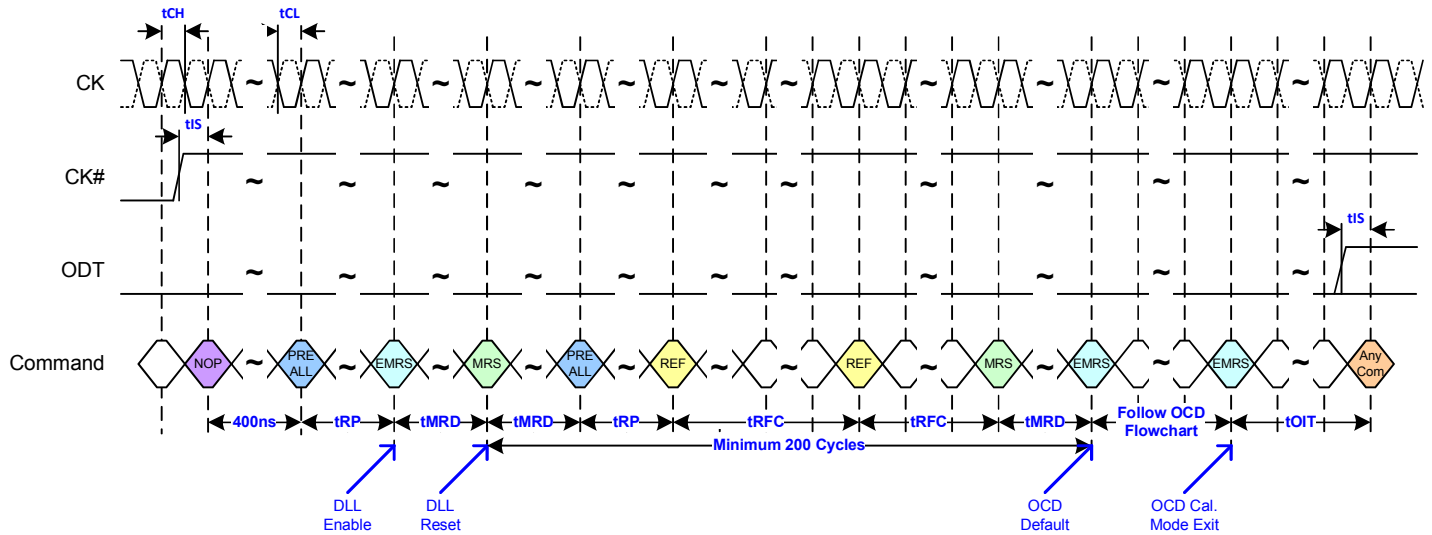 tCH
tCL
CK
tIS
CK#
tIS
ODT
Command
NOP
PRE
ALL
EMRS
MRS
PRE
ALL
REF
REF
MRS
EMRS
EMRS
Any
Com
400ns
tRP
tMRD
tMRD
tRP
tRFC
tRFC
tMRD
Follow OCD
Flowchart
tOIT
Minimum 200 Cycles
DLL
Enable
DLL
Reset
OCD
Default
OCD Cal.
Mode Exit